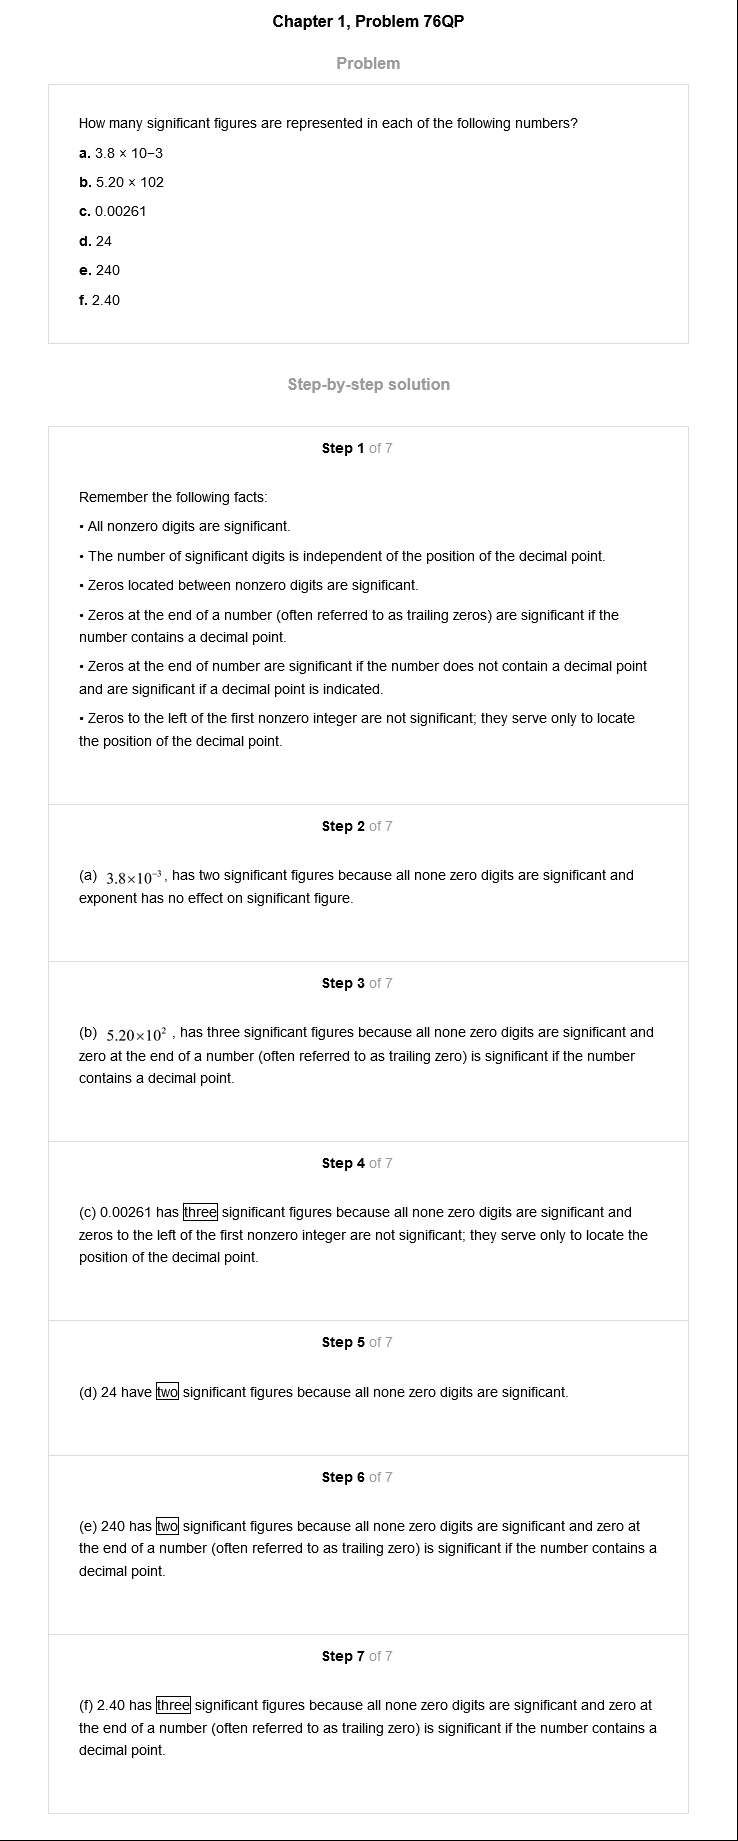 Chapter 1, Problem 76QP
Problem
How many significant figures are represented in each of the following numbers?
a. 3.8 × 10−3
b. 5.20 × 102
c. 0.00261
d. 24
e. 240
f. 2.40
Step-by-step solution
Step 1 of 7
Remember the following facts:
• All nonzero digits are significant.
• The number of significant digits is independent of the position of the decimal point.
• Zeros located between nonzero digits are significant.
• Zeros at the end of a number (often referred to as trailing zeros) are significant if the
number contains a decimal point.
• Zeros at the end of number are significant if the number does not contain a decimal point
and are significant if a decimal point is indicated.
• Zeros to the left of the first nonzero integer are not significant; they serve only to locate
the position of the decimal point.
Step 2 of 7
(a) 3.8×10⁻³, has two significant figures because all none zero digits are significant and
exponent has no effect on significant figure.
Step 3 of 7
(b) 5.20×10² , has three significant figures because all none zero digits are significant and
zero at the end of a number (often referred to as trailing zero) is significant if the number
contains a decimal point.
Step 4 of 7
(c) 0.00261 has three significant figures because all none zero digits are significant and
zeros to the left of the first nonzero integer are not significant; they serve only to locate the
position of the decimal point.
Step 5 of 7
(d) 24 have two significant figures because all none zero digits are significant.
Step 6 of 7
(e) 240 has two significant figures because all none zero digits are significant and zero at
the end of a number (often referred to as trailing zero) is significant if the number contains a
decimal point.
Step 7 of 7
(f) 2.40 has three significant figures because all none zero digits are significant and zero at
the end of a number (often referred to as trailing zero) is significant if the number contains a
decimal point.